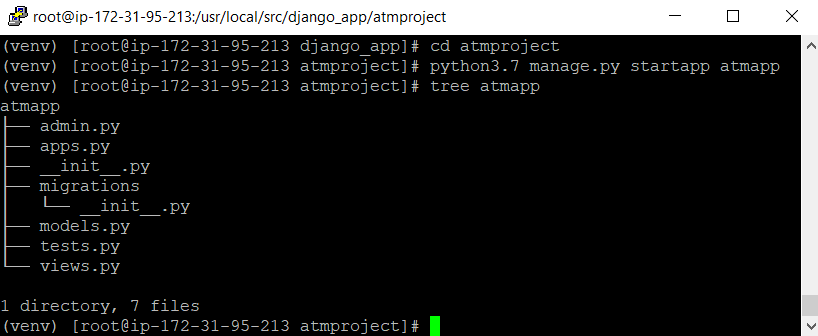 root@ip-172-31-95-213:/usr/local/src/django_app/atmproject
(venv) [root@ip-172-31-95-213 django_app]# cd atmproject
(venv) [root@ip-172-31-95-213 atmproject]# python3.7 manage.py startapp atmapp
(venv) [root@ip-172-31-95-213 atmproject]# tree atmapp
atmapp
├── admin.py
├── apps.py
├── __init__.py
├── migrations
│   └── __init__.py
├── models.py
├── tests.py
└── views.py
1 directory, 7 files
(venv) [root@ip-172-31-95-213 atmproject]#